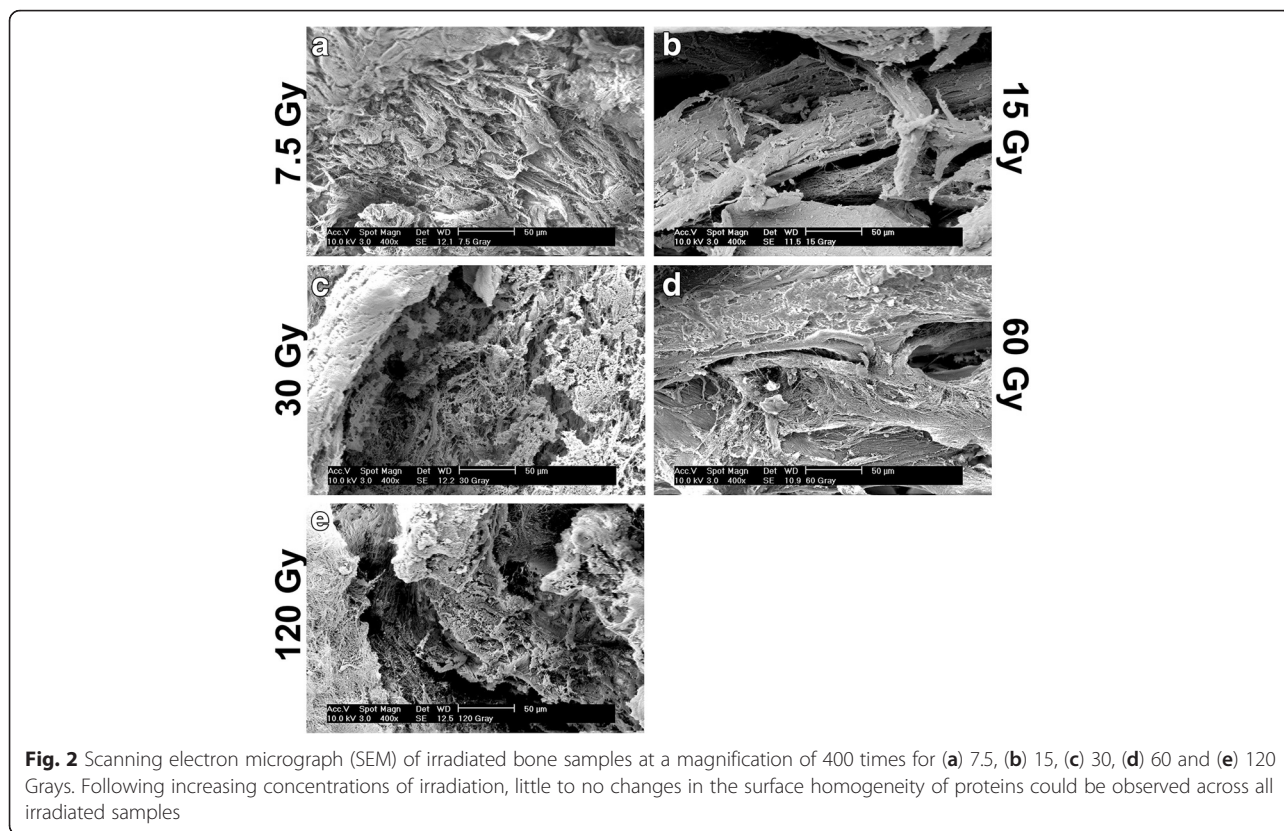 a
7.5 Gy
Acc.V Spot Magn Det WD 50 µm
10.0 kV 3.0 400x SE 12.1 7.5 Gray
b
15 Gy
Acc.V Spot Magn Det WD 50 µm
10.0 kV 3.0 400x SE 11.5 15 Gray
c
30 Gy
Acc.V Spot Magn Det WD 50 µm
10.0 kV 3.0 400x SE 12.2 30 Gray
d
60 Gy
Acc.V Spot Magn Det WD 50 µm
10.0 kV 3.0 400x SE 10.9 60 Gray
e
120 Gy
Acc.V Spot Magn Det WD 50 µm
10.0 kV 3.0 400x SE 12.5 120 Gray
Fig. 2 Scanning electron micrograph (SEM) of irradiated bone samples at a magnification of 400 times for (a) 7.5, (b) 15, (c) 30, (d) 60 and (e) 120
Grays. Following increasing concentrations of irradiation, little to no changes in the surface homogeneity of proteins could be observed across all
irradiated samples